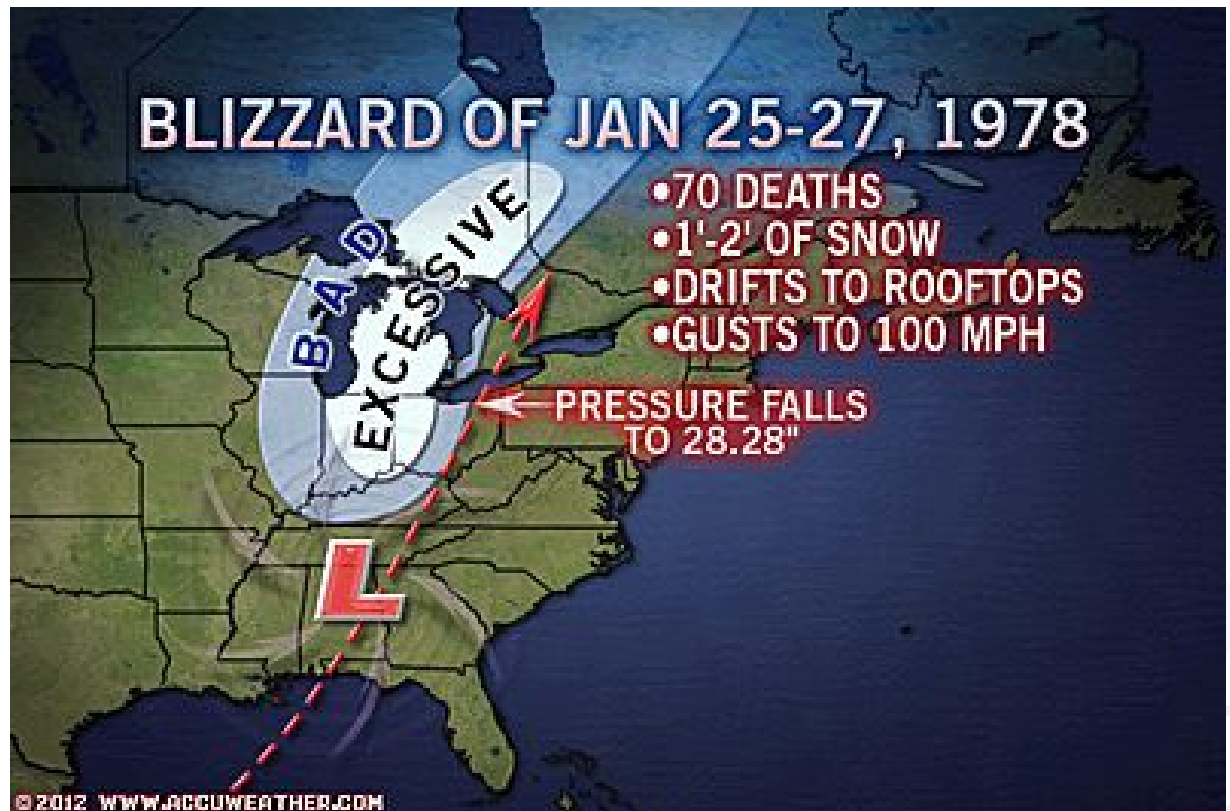 BLIZZARD OF JAN 25-27, 1978
•70 DEATHS
•1'-2' OF SNOW
•DRIFTS TO ROOFTOPS
•GUSTS TO 100 MPH
BAD
EXCESSIVE
PRESSURE FALLS
TO 28.28"
L
©2012 WWW.ACCUWEATHER.COM